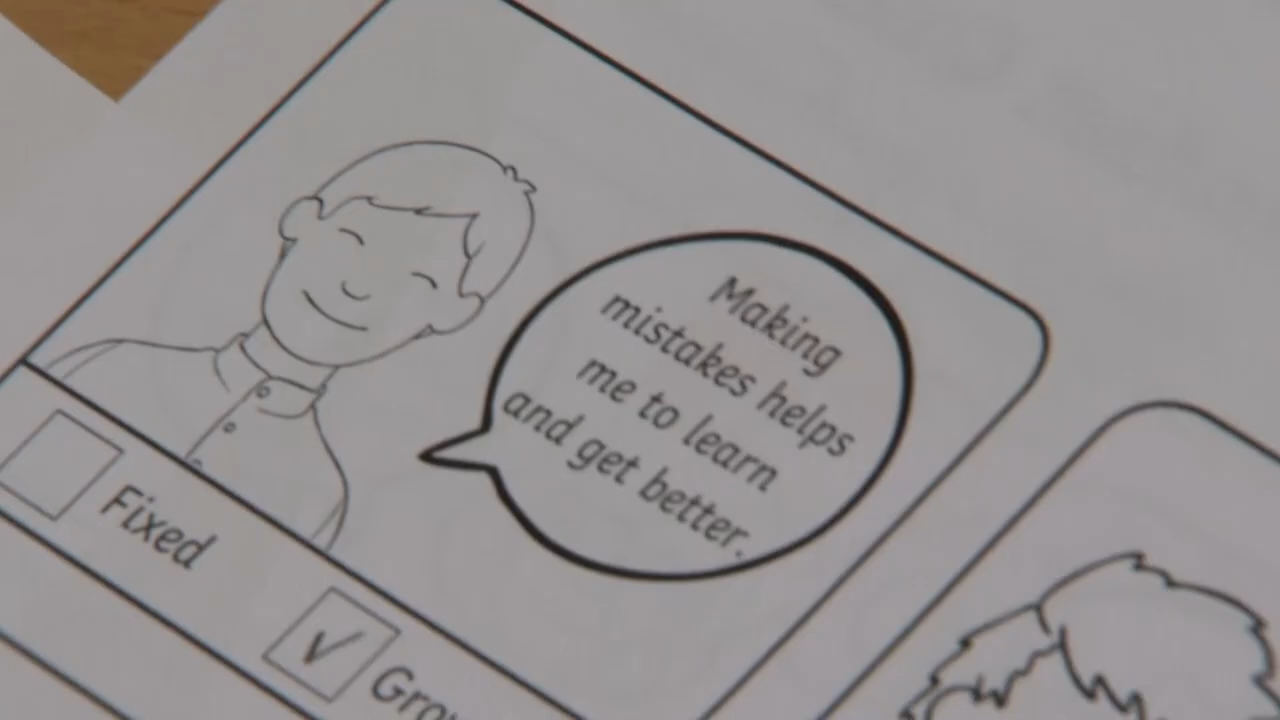 Making
mistakes helps
me to learn
and get better.
Fixed